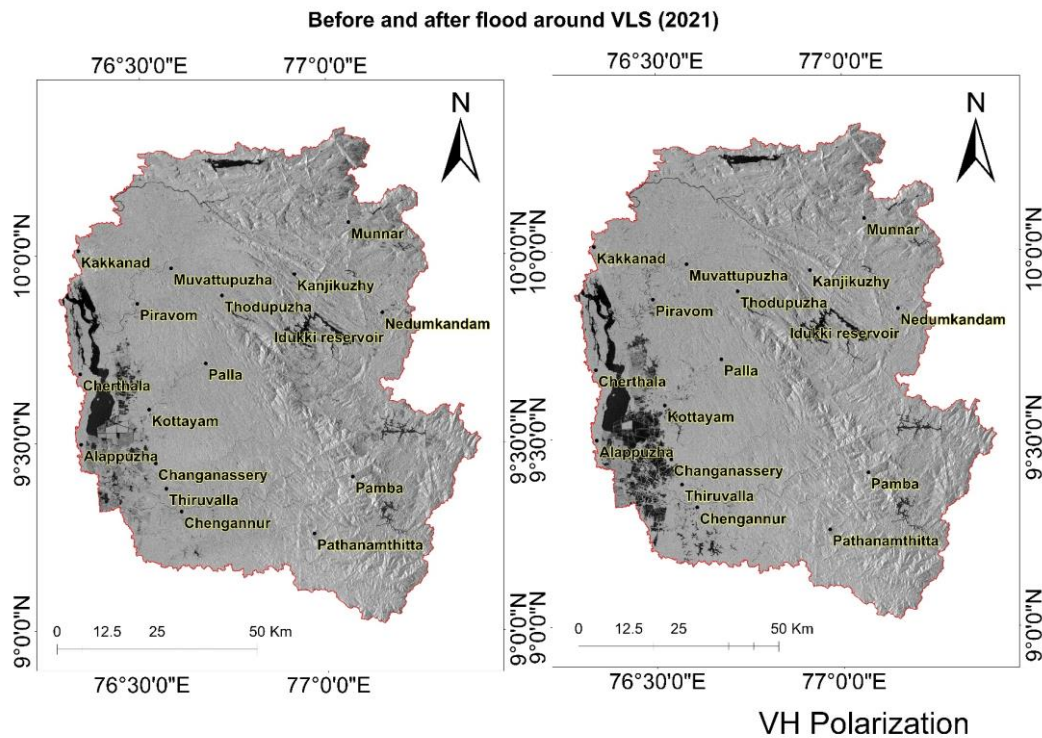 Before and after flood around VLS (2021)
76°30'0"E 77°0'0"E
N
10°0'0"N
9°30'0"N
9°0'0"N
Munnar
Kakkanad
Muvattupuzha
Kanjikuzhy
Piravom
Thodupuzha
Nedumkandam
Idukki reservoir
Palla
Cherthala
Kottayam
Alappuzha
Changanassery
Pamba
Thiruvalla
Chengannur
Pathanamthitta
0 12.5 25 50 Km
76°30'0"E 77°0'0"E
10°0'0"N
9°30'0"N
9°0'0"N
76°30'0"E 77°0'0"E
N
10°0'0"N
9°30'0"N
9°0'0"N
Munnar
Kakkanad
Muvattupuzha
Kanjikuzhy
Piravom
Thodupuzha
Nedumkandam
Idukki reservoir
Palla
Cherthala
Kottayam
Alappuzha
Changanassery
Pamba
Thiruvalla
Chengannur
Pathanamthitta
0 12.5 25 50 Km
76°30'0"E 77°0'0"E
10°0'0"N
9°30'0"N
9°0'0"N
VH Polarization